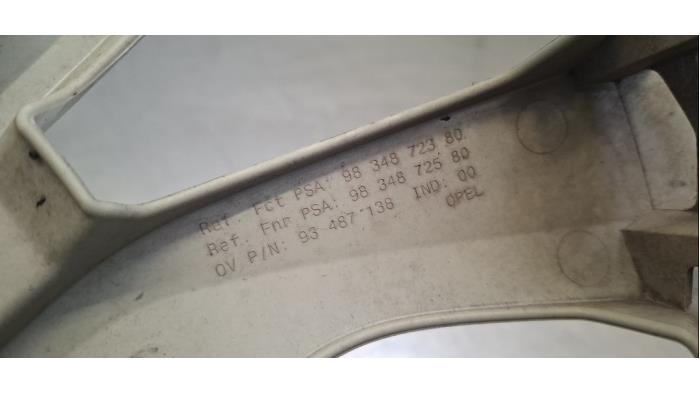 Ref. Fct PSA: 98 348 723 80
Ref. Fnr PSA: 98 348 725 80
OV P/N: 93 487 138 IND: 00
OPEL